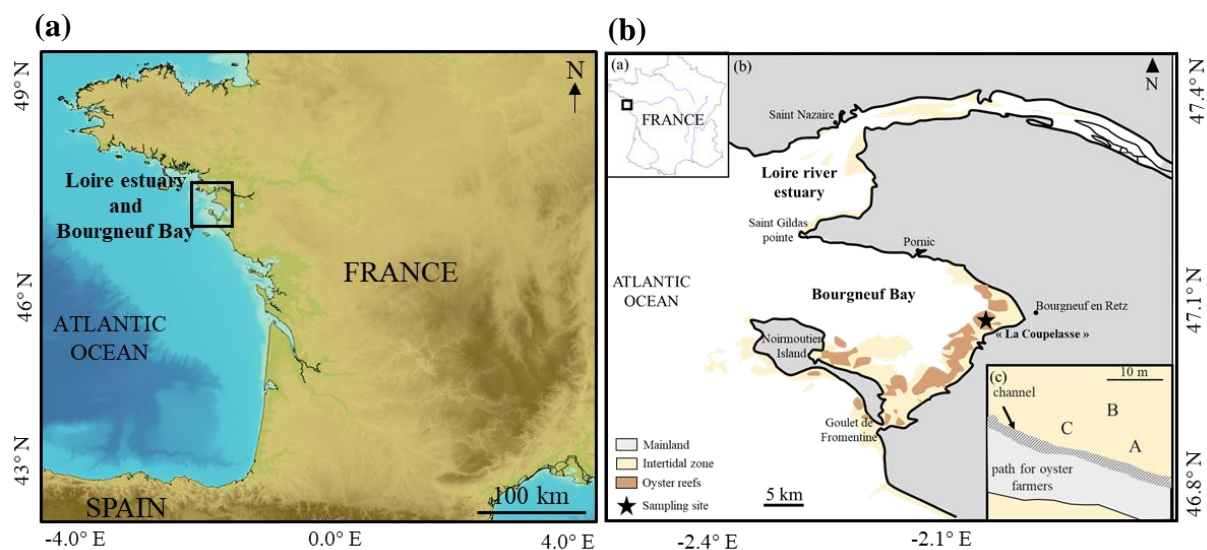 (a)
49° N
46° N
43° N
N
Loire estuary
and
Bourgneuf Bay
FRANCE
ATLANTIC
OCEAN
SPAIN
100 km
-4.0° E
0.0° E
4.0° E
(b)
(a)
FRANCE
(b)
N
47.4° N
47.1° N
46.8° N
Saint Nazaire
Loire river
estuary
Saint Gildas
pointe
Pornic
ATLANTIC
OCEAN
Bourgneuf Bay
Bourgneuf en Retz
« La Coupelasse »
Noirmoutier
Island
Goulet de
Fromentine
Mainland
Intertidal zone
Oyster reefs
Sampling site
5 km
(c)
10 m
channel
B
C
A
path for oyster
farmers
-2.4° E
-2.1° E